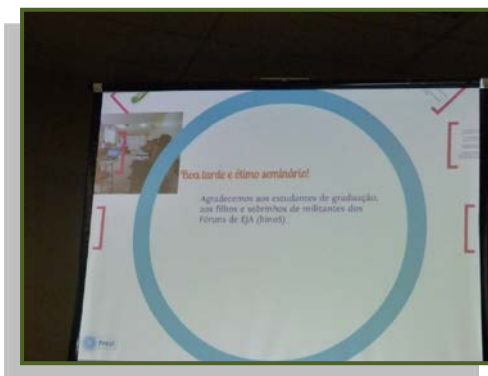 Boa tarde e ótimo seminário!
Agradecemos aos estudantes de graduação,
aos filhos e sobrinhos de militantes dos
Fóruns de EJA (hinos).
Prezi